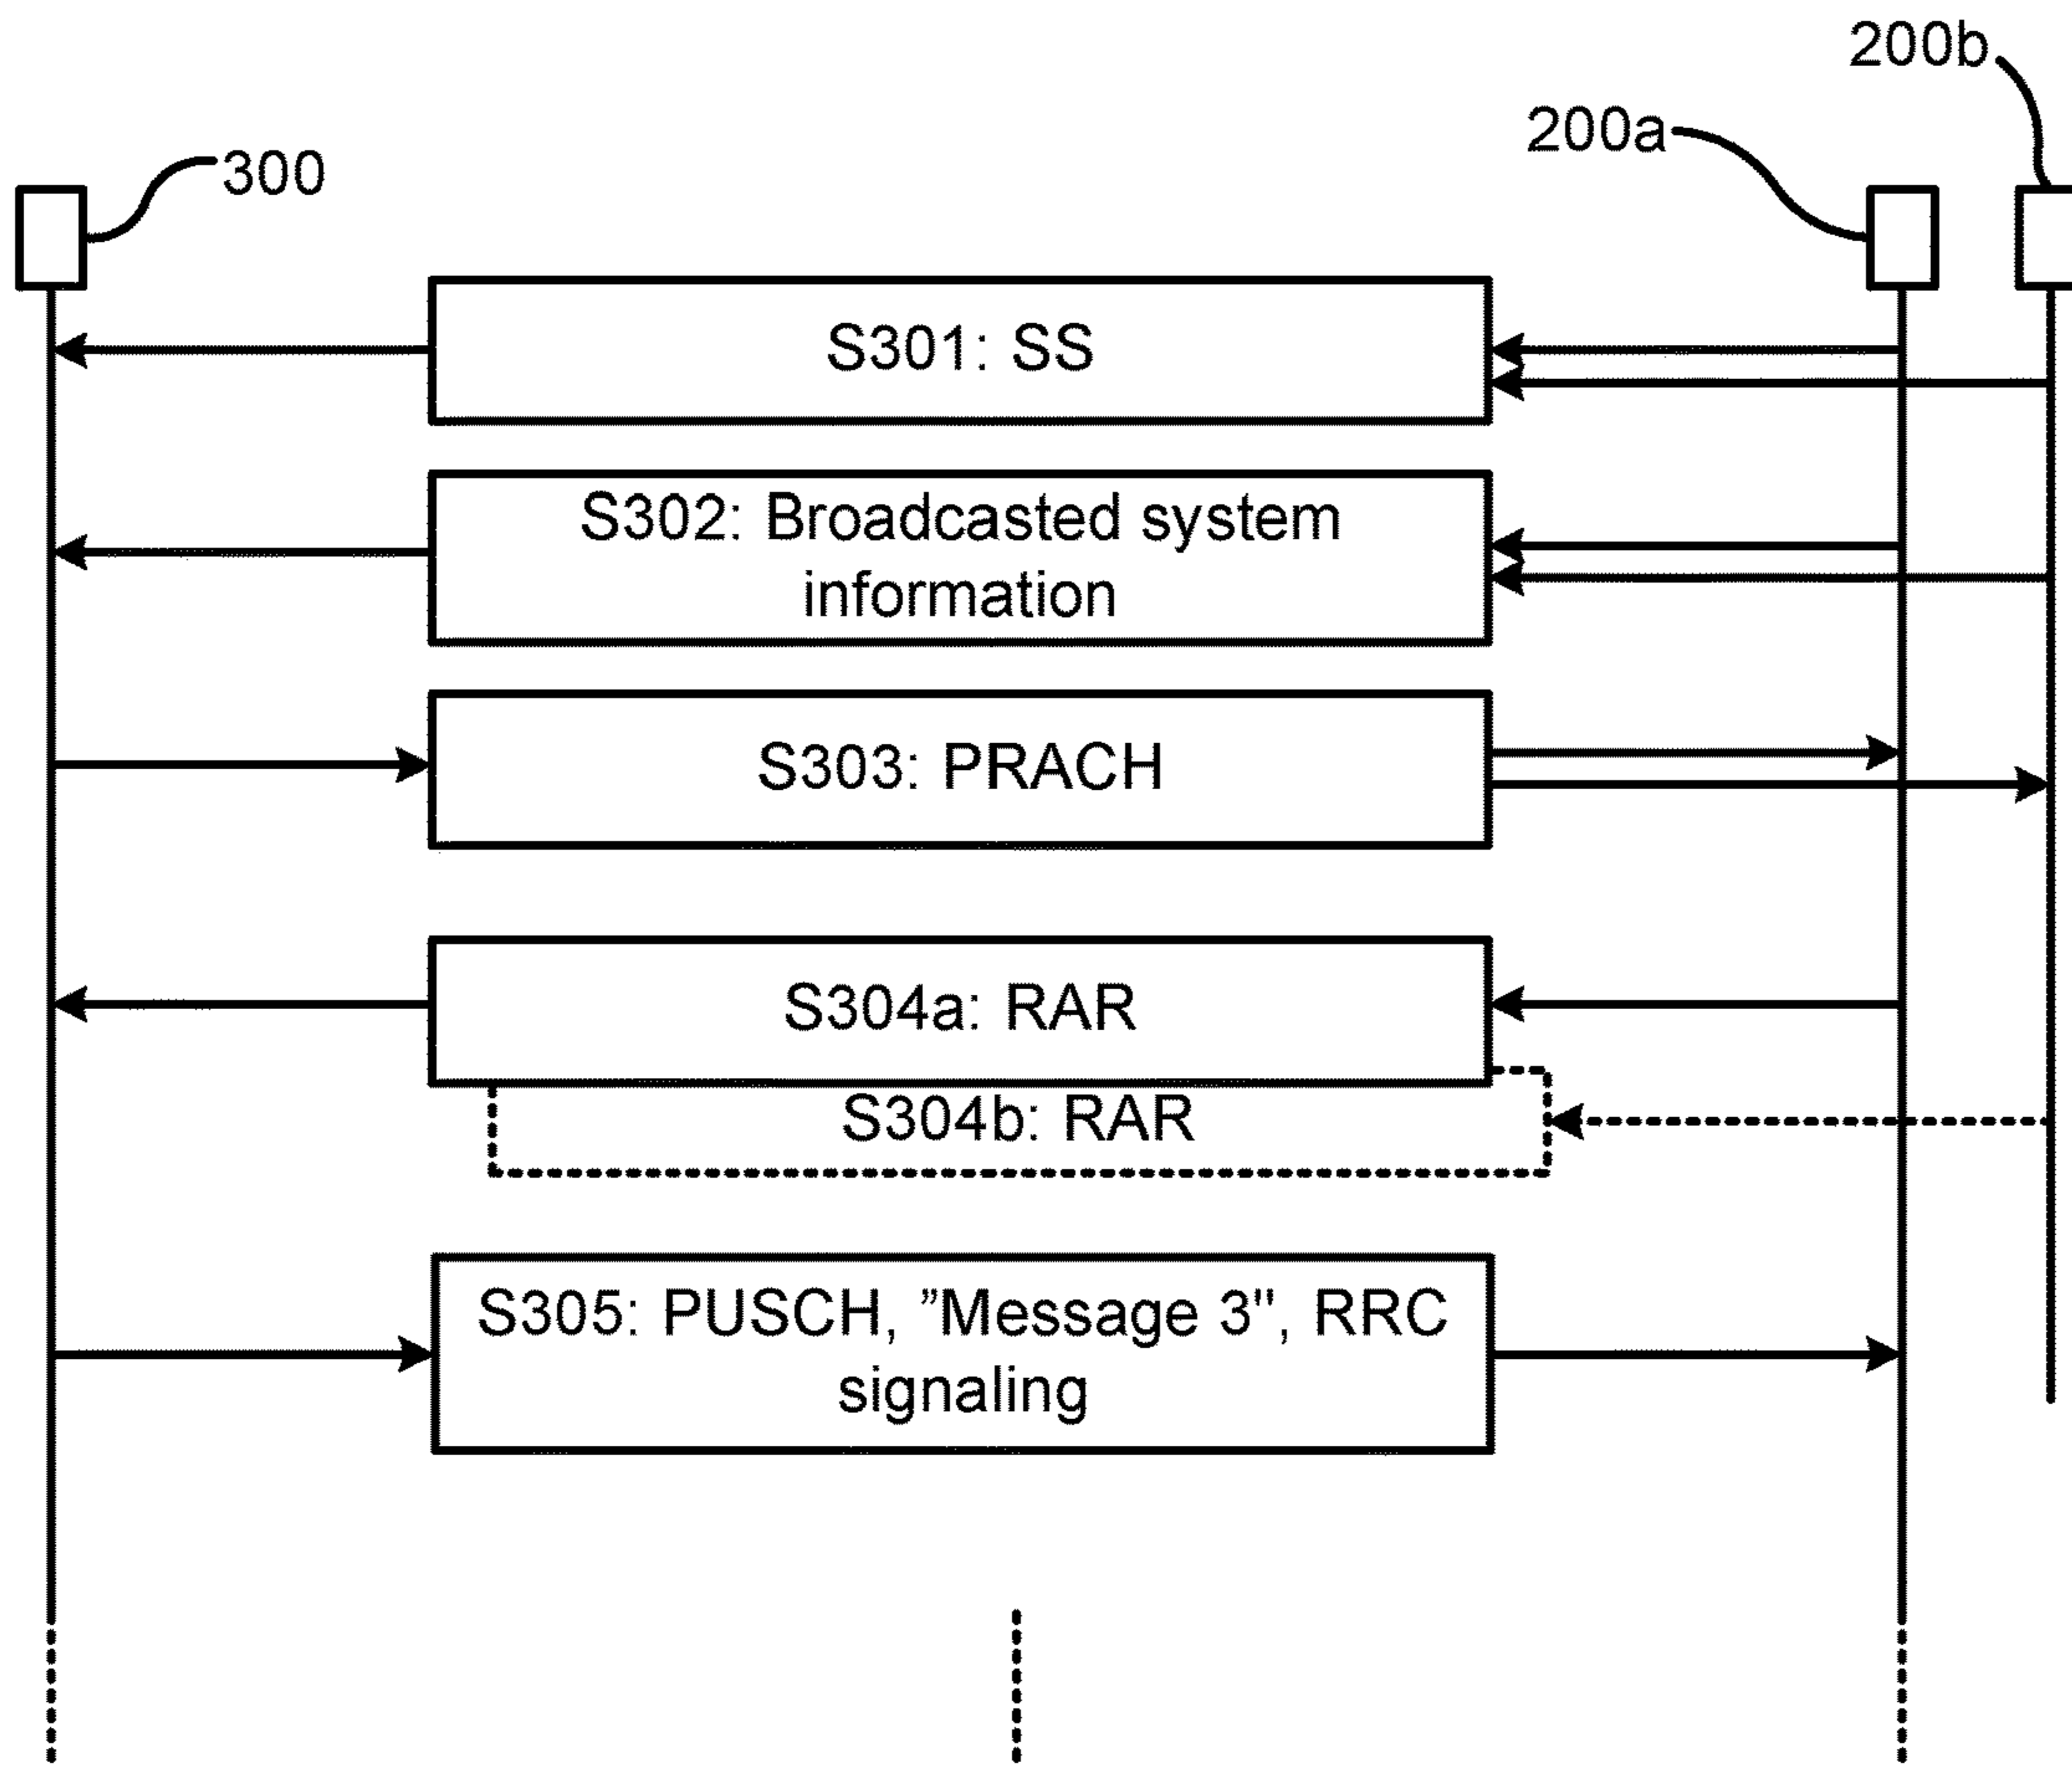 200b
200a
300
S301: SS
S302: Broadcasted system
information
S303: PRACH
S304a: RAR
S304b: RAR
S305: PUSCH, ”Message 3", RRC
signaling